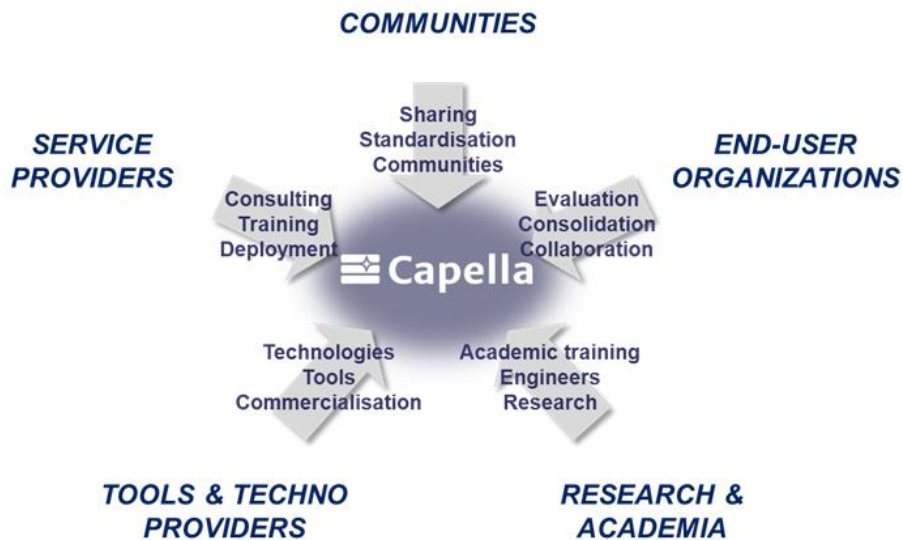 COMMUNITIES
Sharing
Standardisation
Communities
SERVICE
PROVIDERS
Consulting
Training
Deployment
END-USER
ORGANIZATIONS
Evaluation
Consolidation
Collaboration
Capella
Technologies
Tools
Commercialisation
Academic training
Engineers
Research
TOOLS & TECHNO
PROVIDERS
RESEARCH &
ACADEMIA